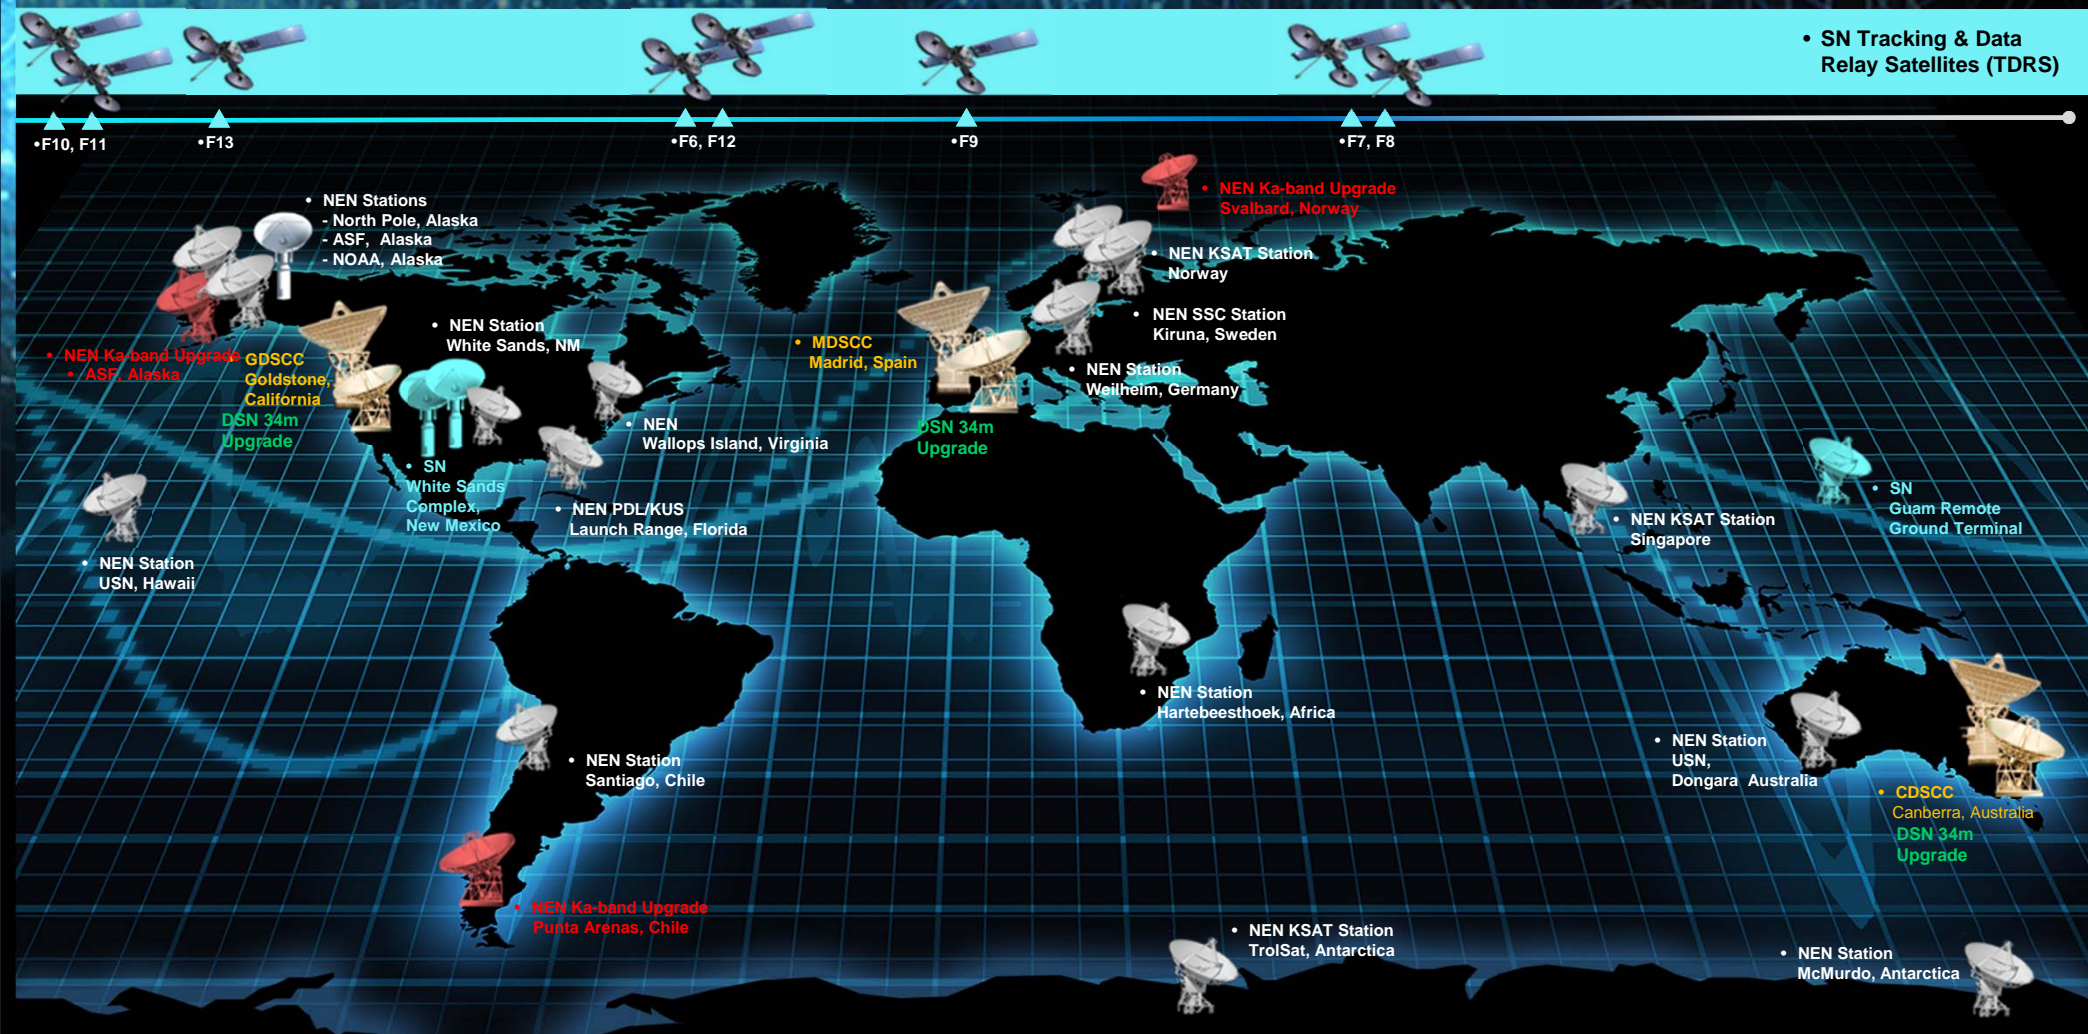 • SN Tracking & Data
Relay Satellites (TDRS)
•F10, F11
•F13
•F6, F12
•F9
•F7, F8
• NEN Stations
- North Pole, Alaska
- ASF, Alaska
- NOAA, Alaska
• NEN Ka-band Upgrade
Svalbard, Norway
• NEN KSAT Station
Norway
• NEN SSC Station
Kiruna, Sweden
• NEN Station
White Sands, NM
• MDSCC
Madrid, Spain
• NEN Ka-band Upgrade
• ASF, Alaska
GDSCC
Goldstone,
California
DSN 34m
Upgrade
• NEN Station
Weilheim, Germany
• NEN
Wallops Island, Virginia
DSN 34m
Upgrade
• SN
White Sands
Complex,
New Mexico
• NEN PDL/KUS
Launch Range, Florida
• NEN KSAT Station
Singapore
• SN
Guam Remote
Ground Terminal
• NEN Station
USN, Hawaii
• NEN Station
Hartebeesthoek, Africa
• NEN Station
Santiago, Chile
• NEN Station
USN,
Dongara Australia
• CDSCC
Canberra, Australia
DSN 34m
Upgrade
• NEN Ka-band Upgrade
Punta Arenas, Chile
• NEN KSAT Station
TrolSat, Antarctica
• NEN Station
McMurdo, Antarctica